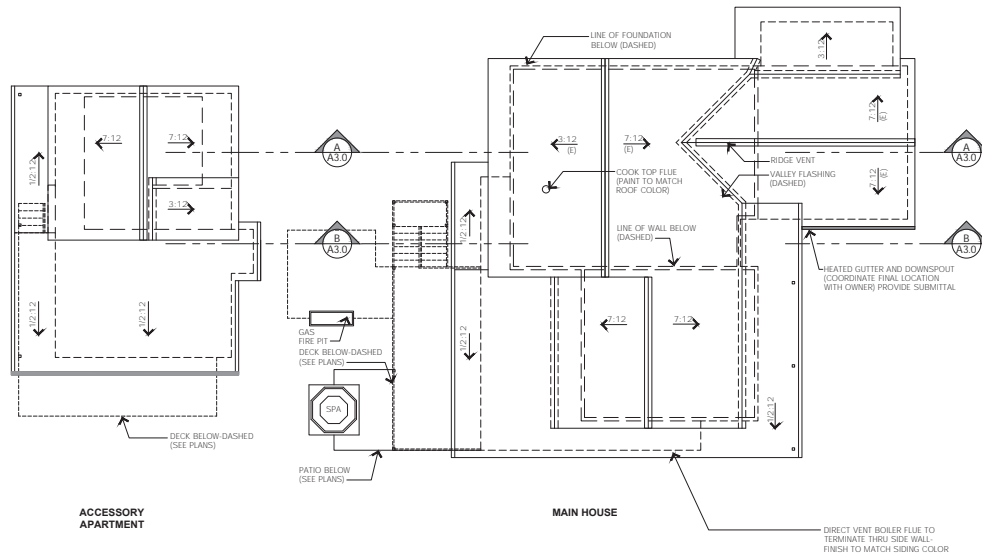 LINE OF FOUNDATION
BELOW (DASHED)
3:12
7:12
7:12
7:12
(E)
3:12
(E)
7:12
(E)
A
A3.0
A
A3.0
1/2:12
RIDGE VENT
COOK TOP FLUE
(PAINT TO MATCH
ROOF COLOR)
VALLEY FLASHING
(DASHED)
7:12
(E)
3:12
1/2:12
LINE OF WALL BELOW
(DASHED)
B
A3.0
B
A3.0
HEATED GUTTER AND DOWNSPOUT
(COORDINATE FINAL LOCATION
WITH OWNER) PROVIDE SUBMITTAL
1/2:12
1/2:12
7:12
7:12
GAS
FIRE PIT
1/2:12
DECK BELOW-DASHED
(SEE PLANS)
SPA
1/2:12
DECK BELOW-DASHED
(SEE PLANS)
PATIO BELOW
(SEE PLANS)
ACCESSORY
APARTMENT
MAIN HOUSE
DIRECT VENT BOILER FLUE TO
TERMINATE THRU SIDE WALL-
FINISH TO MATCH SIDING COLOR